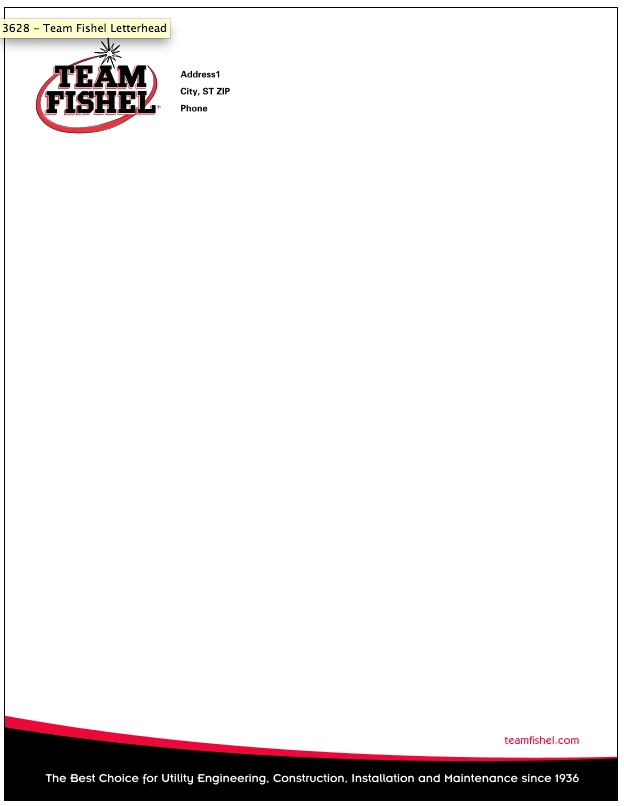 3628 – Team Fishel Letterhead
TEAM
FISHEL
®
Address1
City, ST ZIP
Phone
teamfishel.com
The Best Choice for Utility Engineering, Construction, Installation and Maintenance since 1936